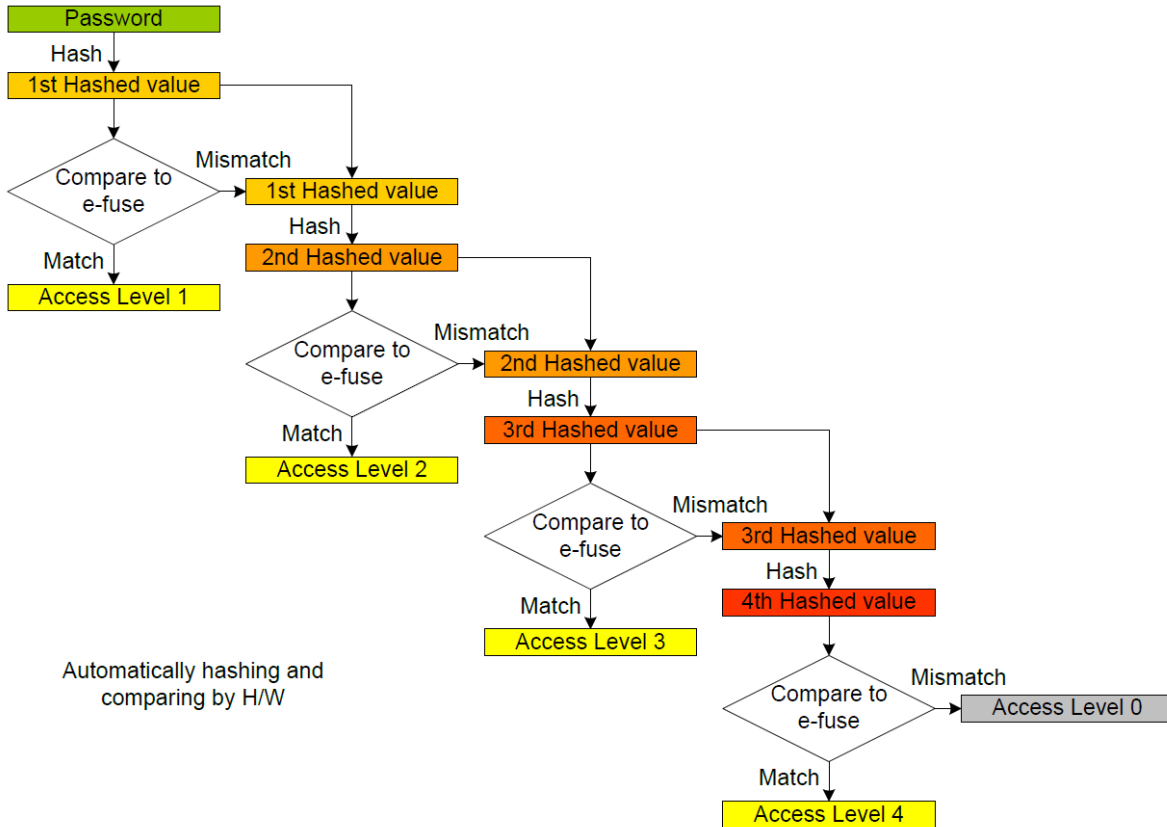 Password
Hash
1st Hashed value
Compare to
e-fuse
Mismatch
1st Hashed value
Match
Access Level 1
Hash
2nd Hashed value
Compare to
e-fuse
Mismatch
2nd Hashed value
Match
Access Level 2
Hash
3rd Hashed value
Compare to
e-fuse
Mismatch
3rd Hashed value
Match
Access Level 3
Hash
4th Hashed value
Compare to
e-fuse
Mismatch
Access Level 0
Match
Access Level 4
Automatically hashing and
comparing by H/W